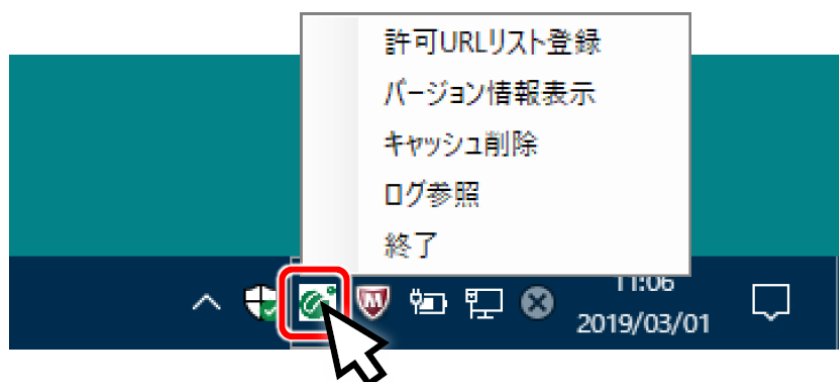 許可URLリスト登録
バージョン情報表示
キャッシュ削除
ログ参照
終了
11:06
2019/03/01